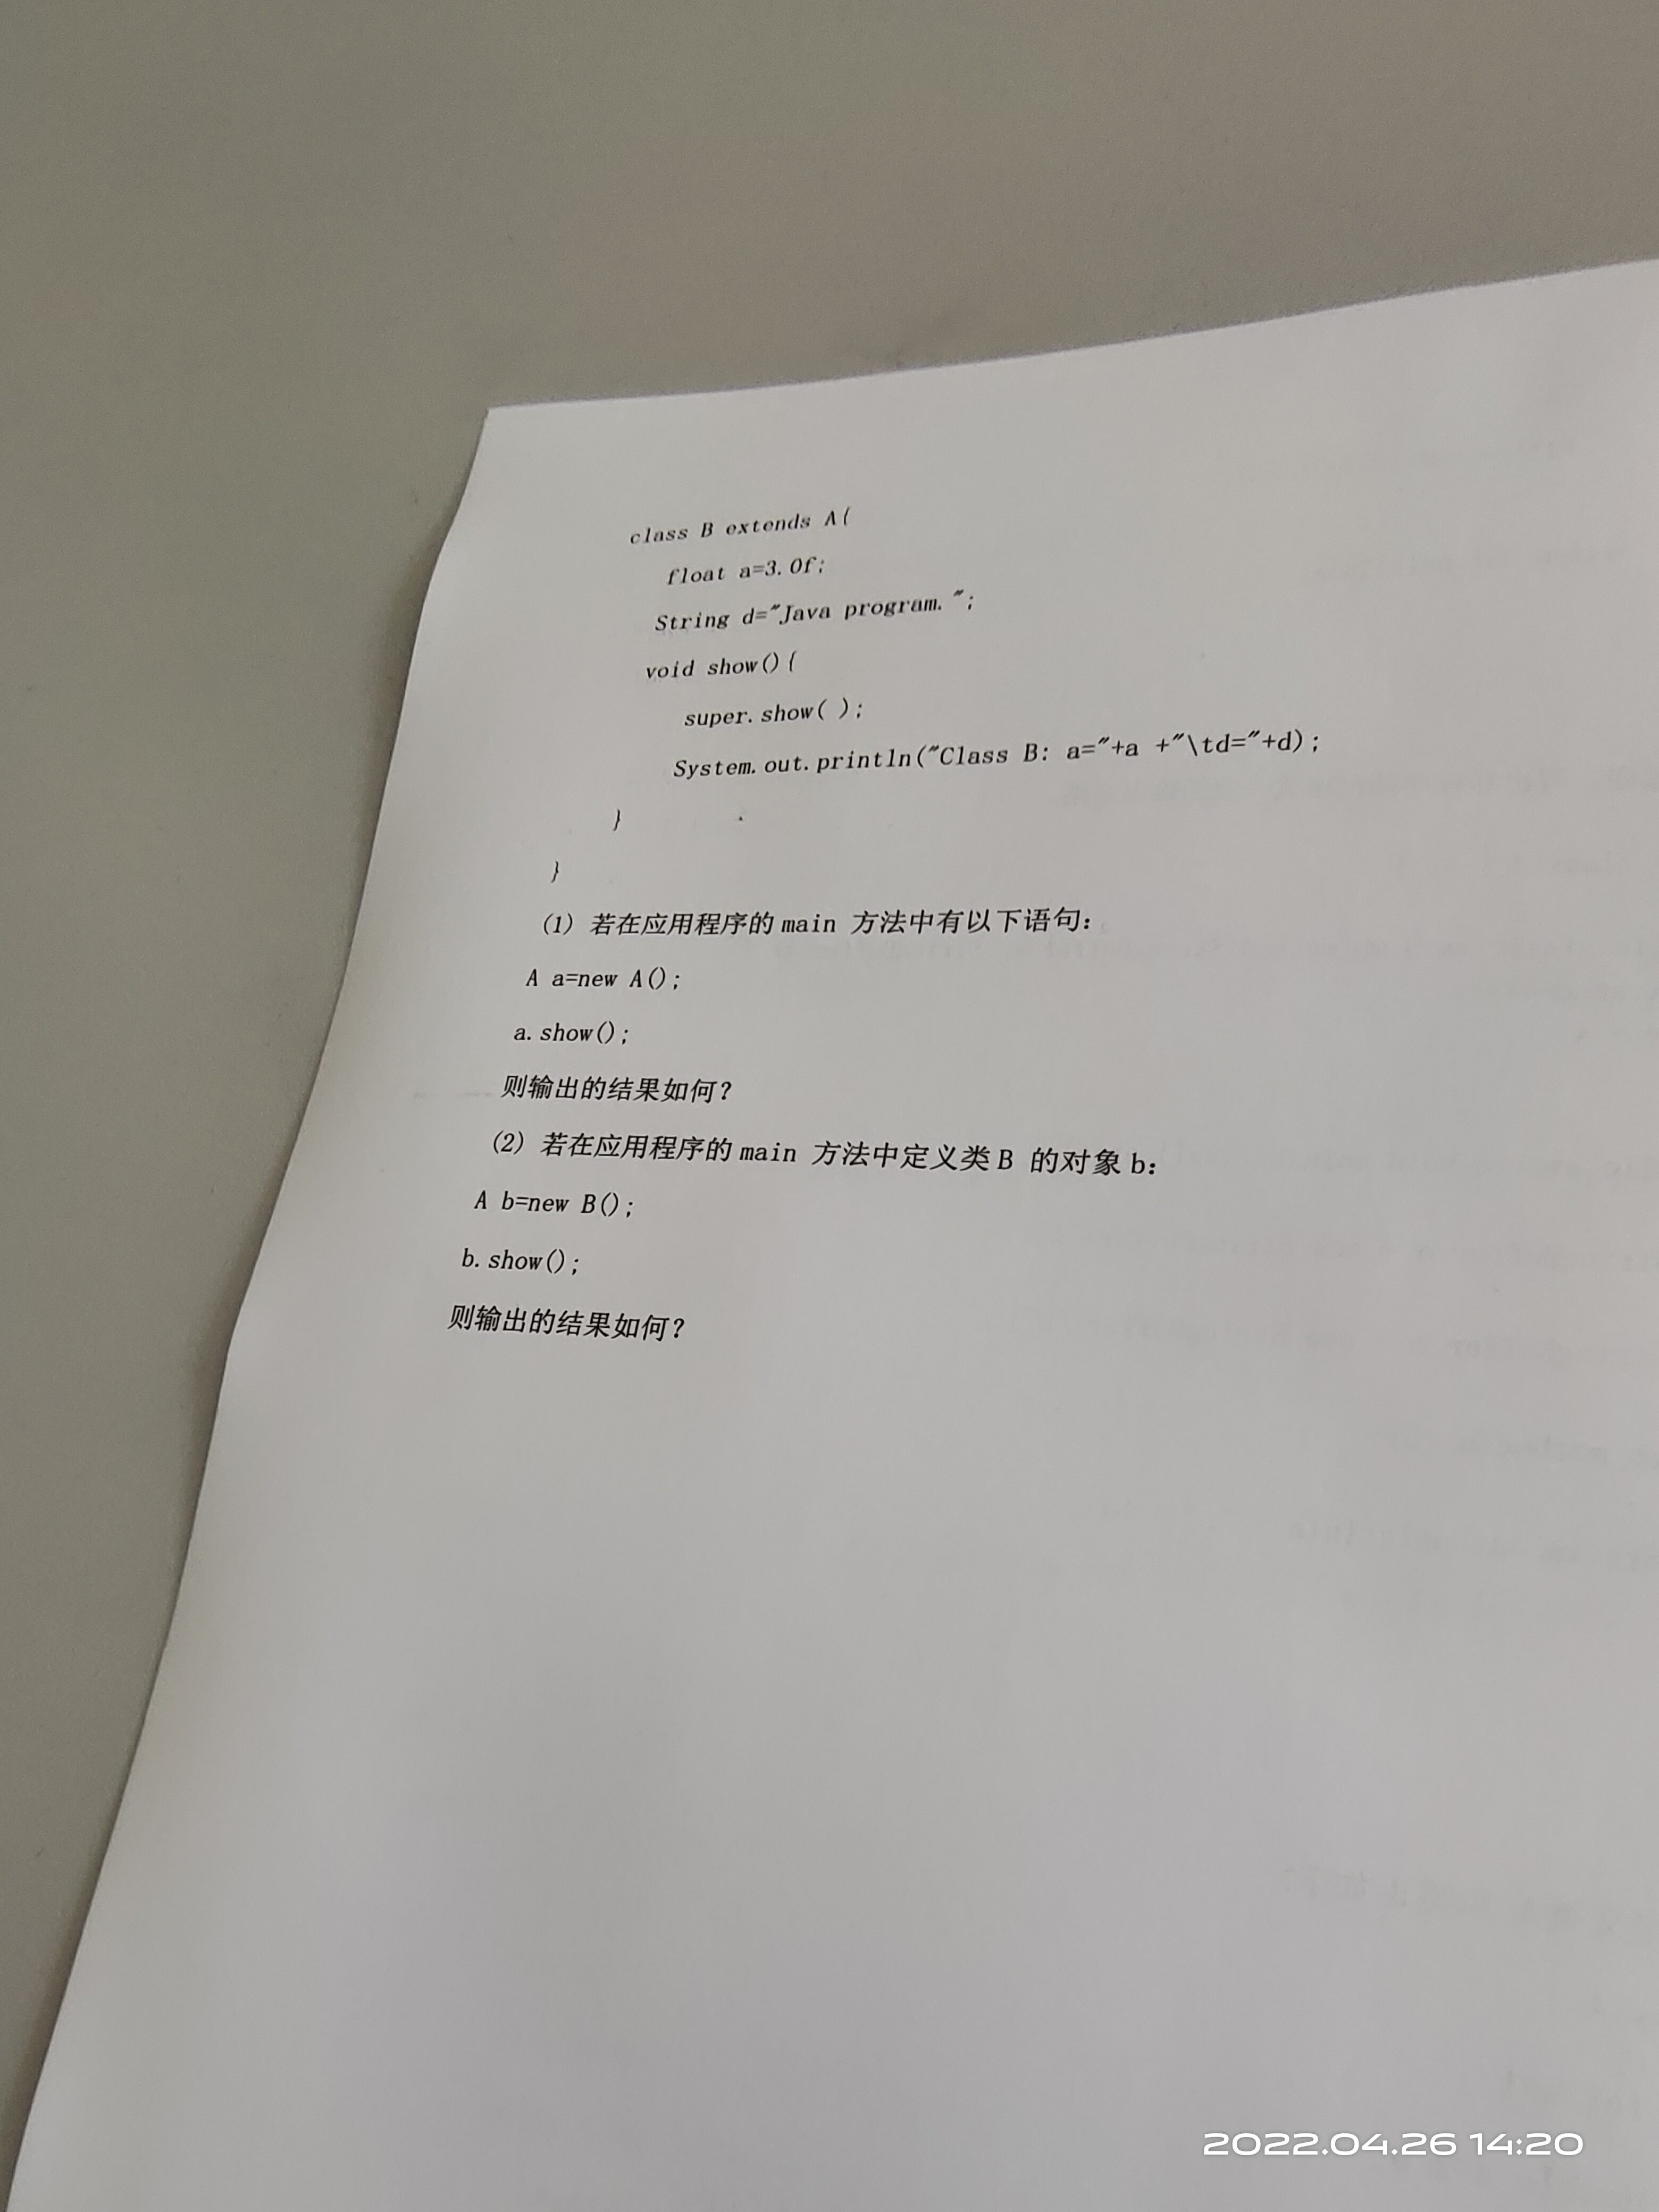 class B extends A{
float a=3.0f;
String d="Java program.";
void show(){
super.show( );
System.out.println("Class B: a="+a +"\td="+d);
}
}
(1) 若在应用程序的 main 方法中有以下语句：
A a=new A();
a.show();
则输出的结果如何？
(2) 若在应用程序的 main 方法中定义类 B 的对象 b：
A b=new B();
b.show();
则输出的结果如何？
2022.04.26 14:20